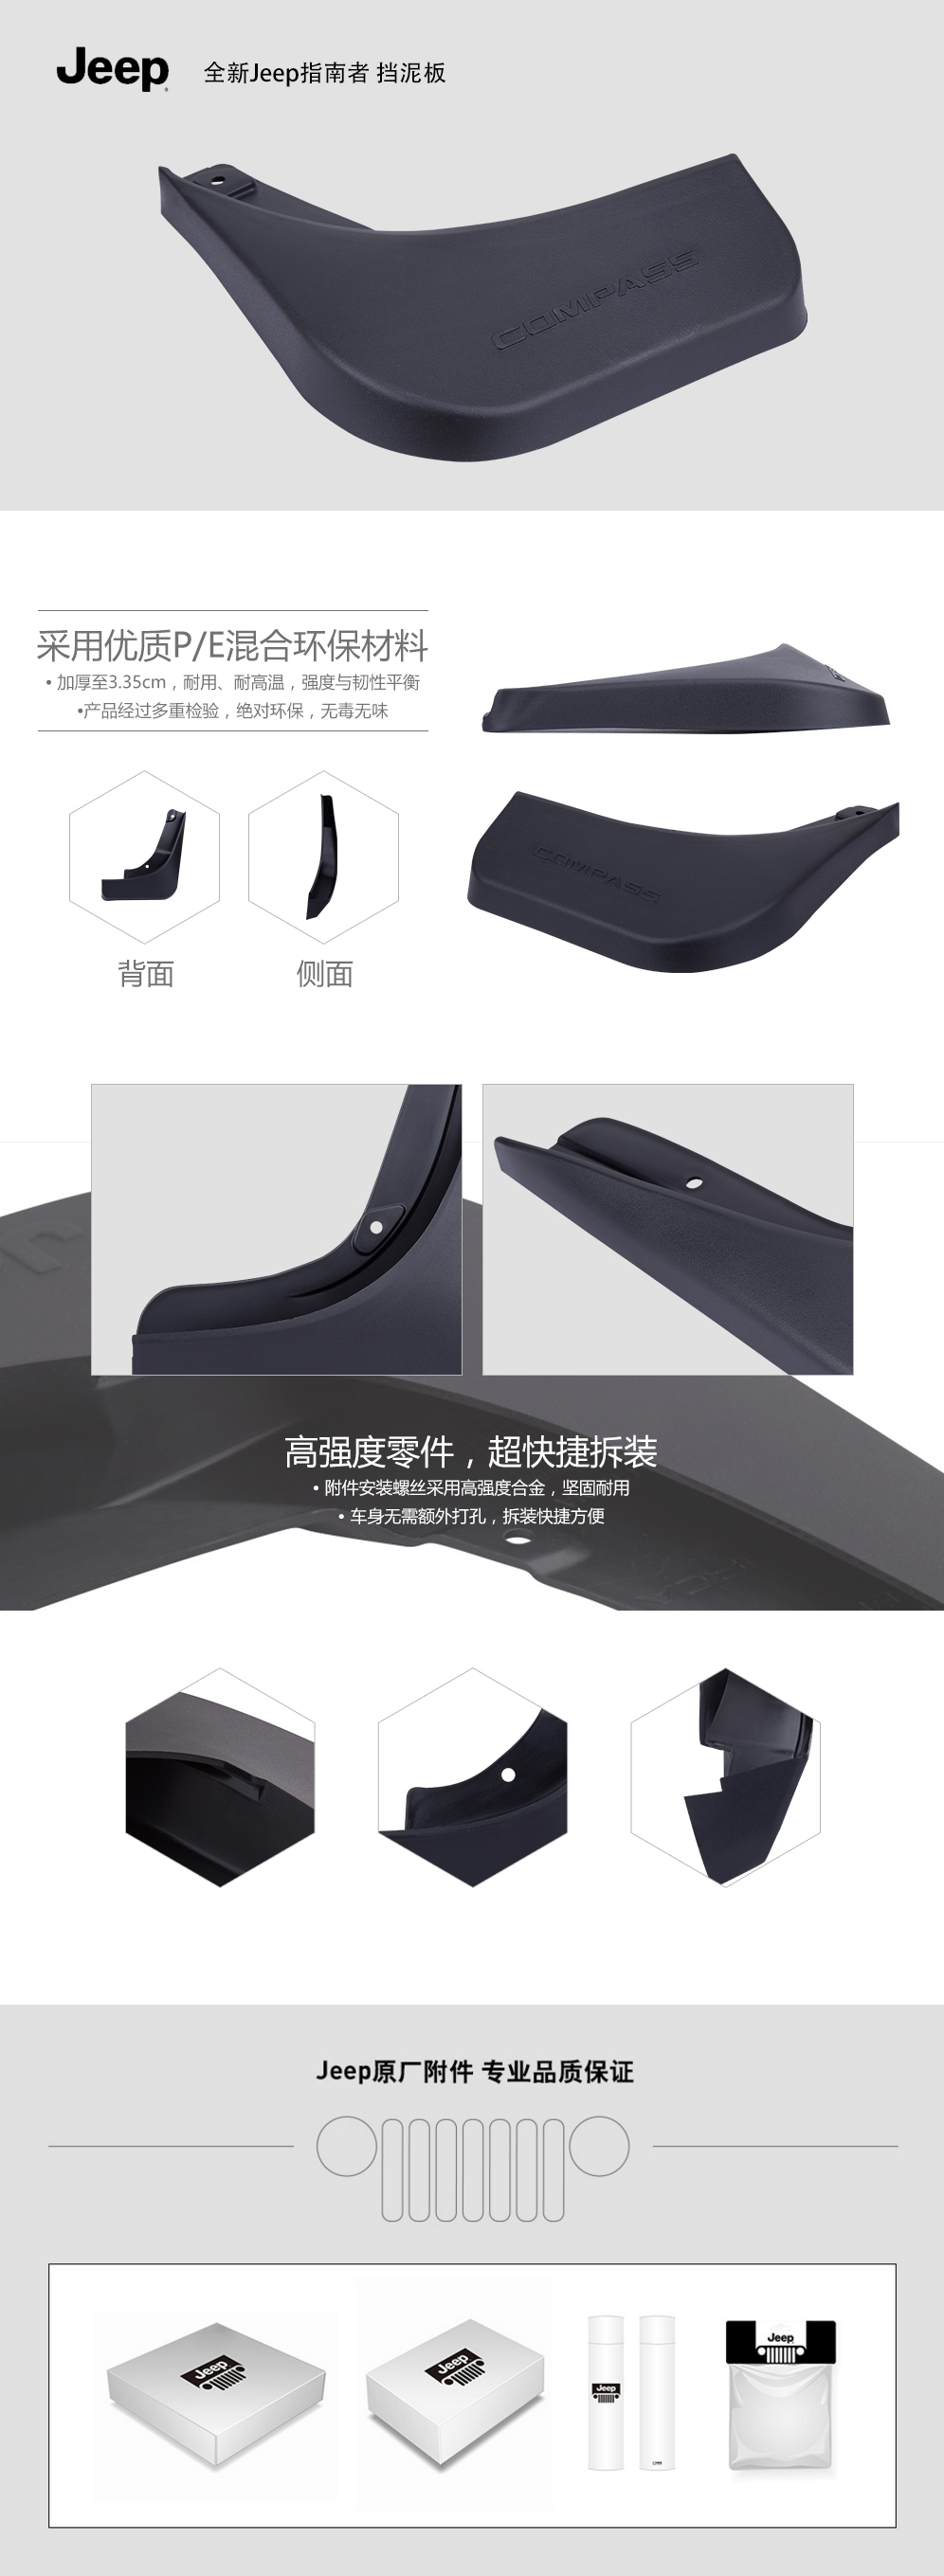 Jeep
全新Jeep指南者 挡泥板
COMPASS
采用优质P/E混合环保材料
• 加厚至3.35cm，耐用、耐高温，强度与韧性平衡
•产品经过多重检验，绝对环保，无毒无味
COMPASS
背面
侧面
高强度零件，超快捷拆装
• 附件安装螺丝采用高强度合金，坚固耐用
• 车身无需额外打孔，拆装快捷方便
Jeep原厂附件 专业品质保证
Jeep
Jeep
Jeep
Jeep